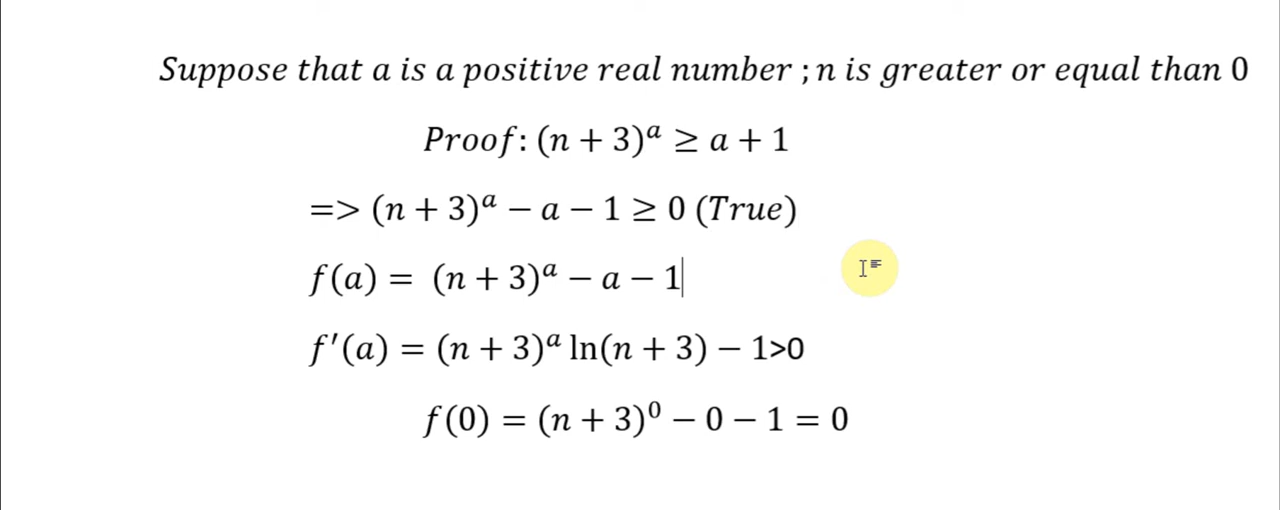 Suppose that a is a positive real number ; n is greater or equal than 0
Proof: (n + 3)ᵃ ≥ a + 1
=> (n + 3)ᵃ − a − 1 ≥ 0 (True)
f(a) = (n + 3)ᵃ − a − 1
f′(a) = (n + 3)ᵃ ln(n + 3) − 1>0
f(0) = (n + 3)⁰ − 0 − 1 = 0